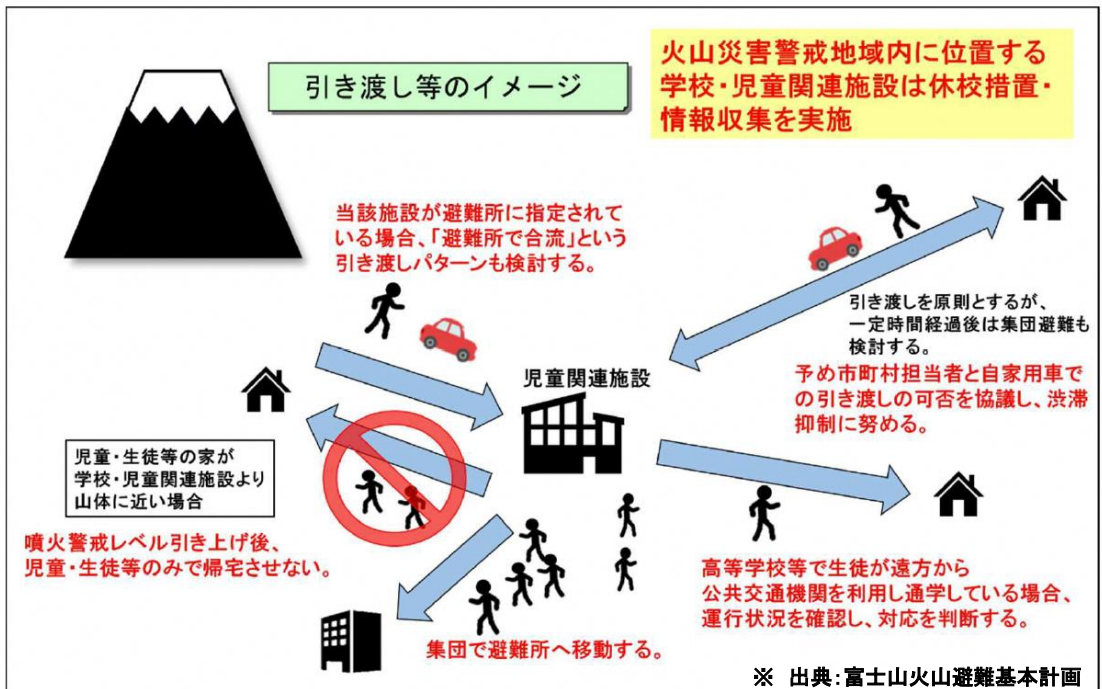 引き渡し等のイメージ
火山災害警戒地域内に位置する
学校・児童関連施設は休校措置・
情報収集を実施
当該施設が避難所に指定されて
いる場合、「避難所で合流」という
引き渡しパターンも検討する。
引き渡しを原則とするが、
一定時間経過後は集団避難も
検討する。
予め市町村担当者と自家用車で
の引き渡しの可否を協議し、渋滞
抑制に努める。
児童関連施設
児童・生徒等の家が
学校・児童関連施設より
山体に近い場合
噴火警戒レベル引き上げ後、
児童・生徒等のみで帰宅させない。
高等学校等で生徒が遠方から
公共交通機関を利用し通学している場合、
運行状況を確認し、対応を判断する。
集団で避難所へ移動する。
※ 出典：富士山火山避難基本計画